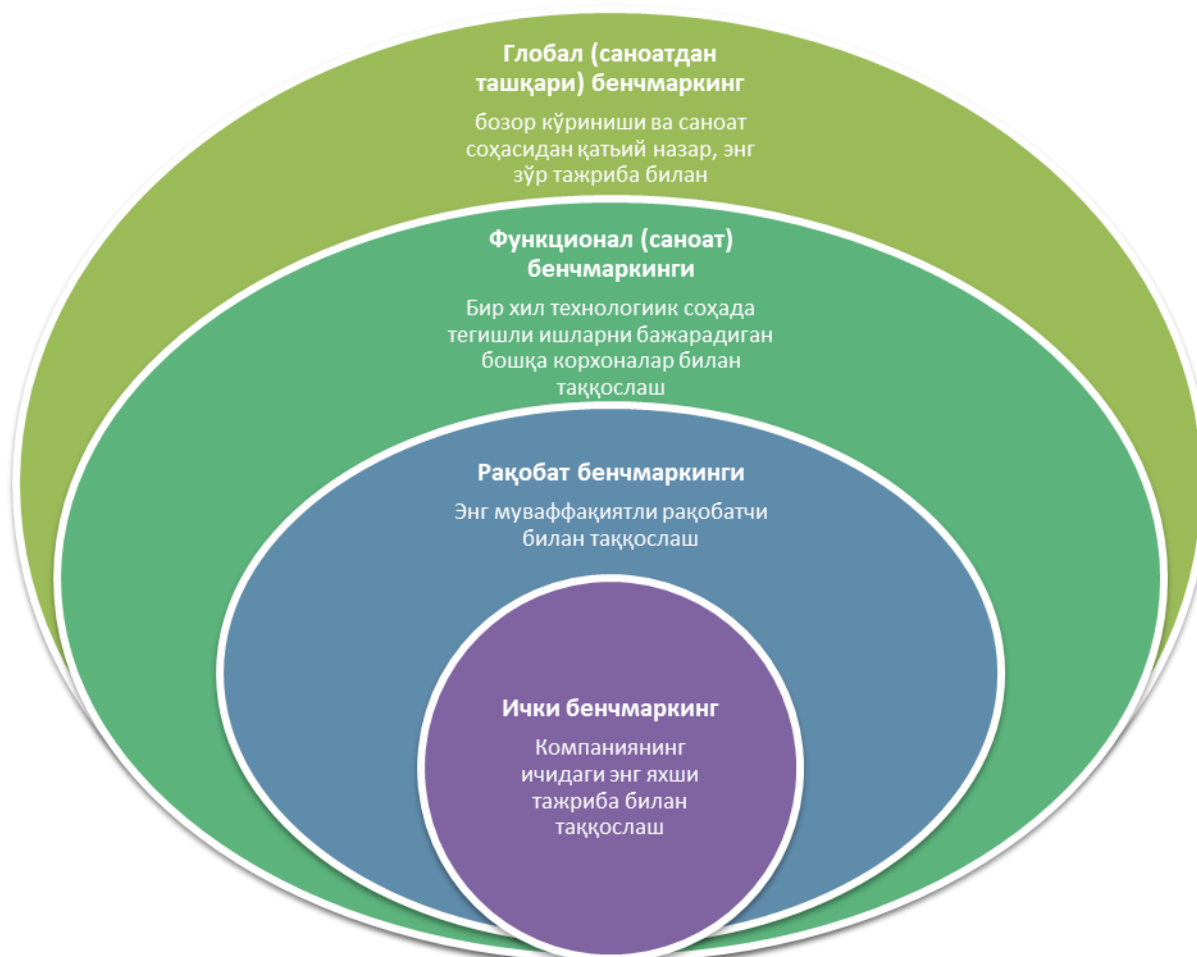 Глобал (саноатдан
ташқари) бенчмаркинг
бозор кўриниши ва саноат
соҳасидан қатъий назар, энг
зўр тажриба билан
Функционал (саноат)
бенчмаркинги
Бир хил технологиик соҳада
тегишли ишларни бажарадиган
бошқа корхоналар билан
таққослаш
Рақобат бенчмаркинги
Энг муваффақиятли рақобатчи
билан таққослаш
Ички бенчмаркинг
Компаниянинг
ичидаги энг яхши
тажриба билан
таққослаш